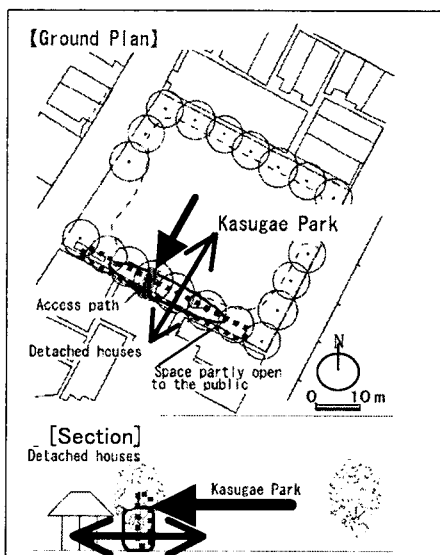 【Ground Plan】
Kasugae Park
Access path
Detached houses
Space partly open
to the public
N
0 10m
[Section]
Detached houses
Kasugae Park